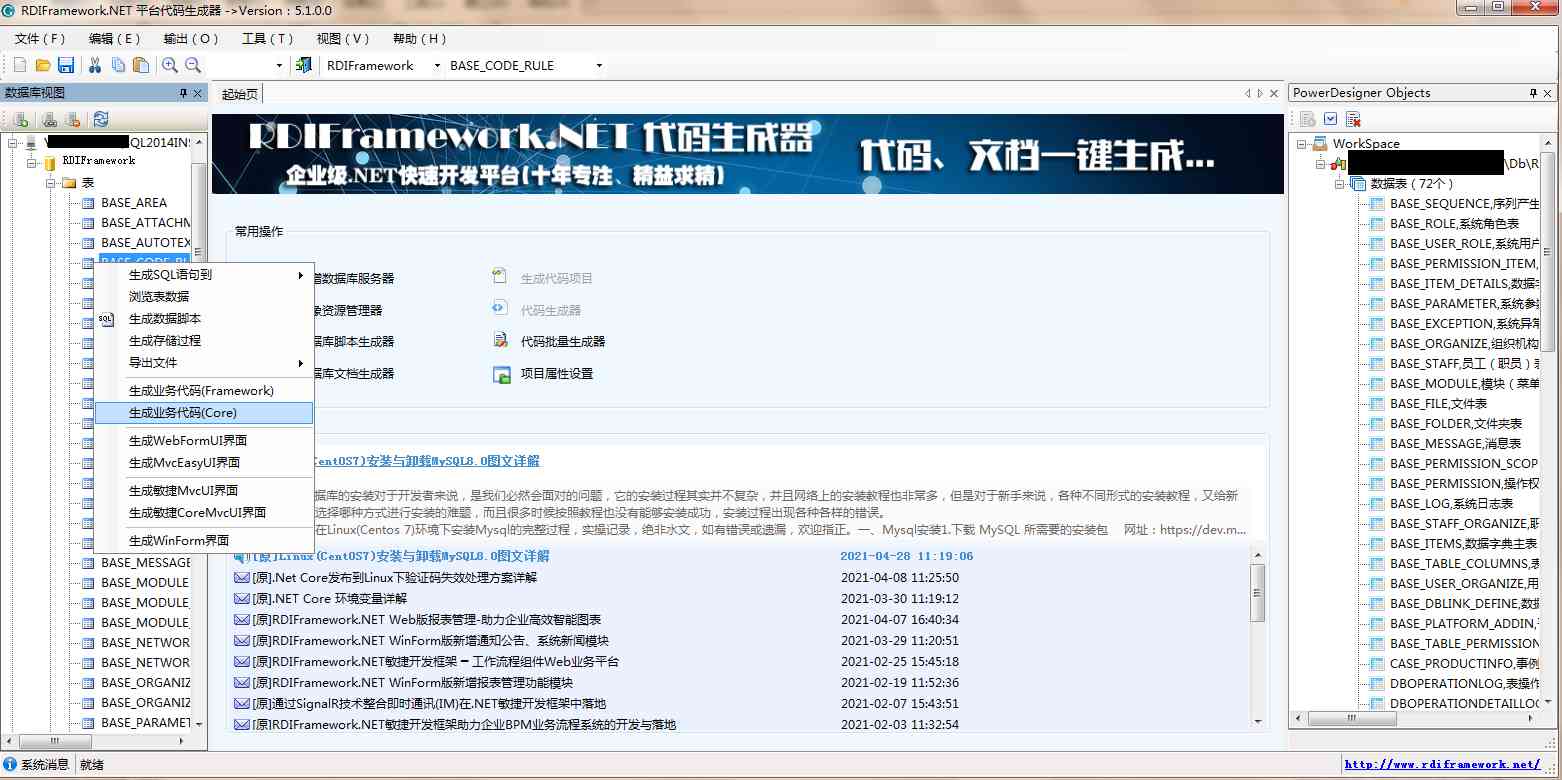 RDIFramework.NET 平台代码生成器 ->Version：5.1.0.0
文件（F） 编辑（E） 输出（O） 工具（T） 视图（V） 帮助（H）
RDIFramework BASE_CODE_RULE
数据库视图
起始页
PowerDesigner Objects
QL2014IN
RDIFramework
表
BASE_AREA
BASE_ATTACHM
BASE_AUTOTEX
生成SQL语句到
浏览表数据
SQL
生成数据脚本
生成存储过程
导出文件
生成业务代码(Framework)
生成业务代码(Core)
生成WebFormUI界面
生成MvcEasyUI界面
生成敏捷MvcUI界面
生成敏捷CoreMvcUI界面
生成WinForm界面
BASE_MESSAGE
BASE_MODULE
BASE_MODULE_
BASE_MODULE_
BASE_NETWOR
BASE_NETWOR
BASE_ORGANIZ
BASE_ORGANIZ
BASE_PARAMET
RDIFramework.NET 代码生成器
企业级.NET快速开发平台(十年专注、精益求精)
代码、文档一键生成...
常用操作
数据库服务器
生成代码项目
资源管理器
代码生成器
库脚本生成器
代码批量生成器
库文档生成器
项目属性设置
CentOS7)安装与卸载MySQL8.0图文详解
据库的安装对于开发者来说，是我们必然会面对的问题，它的安装过程其实并不复杂，并且网络上的安装教程也非常多，但是对于新手来说，各种不同形式的安装教程，又给新
选择哪种方式进行安装的难题，而且很多时候按照教程也没有能够安装成功，安装过程出现各种各样的错误。
在Linux(Centos 7)环境下安装Mysql的完整过程，实操记录，绝非水文，如有错误或遗漏，欢迎指正。一、Mysql安装1.下载 MySQL 所需要的安装包 网址：https://dev.m...
[原]Linux(CentOS7)安装与卸载MySQL8.0图文详解 2021-04-28 11:19:06
[原].Net Core发布到Linux下验证码失效处理方案详解 2021-04-08 11:25:50
[原].NET Core 环境变量详解 2021-03-30 11:19:12
[原]RDIFramework.NET Web版报表管理-助力企业高效智能图表 2021-04-07 16:40:34
[原]RDIFramework.NET WinForm版新增通知公告、系统新闻模块 2021-03-29 11:20:51
[原]RDIFramework.NET敏捷开发框架 - 工作流程组件Web业务平台 2021-02-25 15:45:18
[原]RDIFramework.NET WinForm版新增报表管理功能模块 2021-02-19 11:52:36
[原]通过SignalR技术整合即时通讯(IM)在.NET敏捷开发框架中落地 2021-02-07 15:43:51
[原]RDIFramework.NET敏捷开发框架助力企业BPM业务流程系统的开发与落地 2021-02-03 11:32:54
WorkSpace
\Db\R
数据表（72个）
BASE_SEQUENCE,序列产生
BASE_ROLE,系统角色表
BASE_USER_ROLE,系统用户
BASE_PERMISSION_ITEM,
BASE_ITEM_DETAILS,数据
BASE_PARAMETER,系统参
BASE_EXCEPTION,系统异常
BASE_ORGANIZE,组织机构
BASE_STAFF,员工（职员）表
BASE_MODULE,模块（菜单
BASE_FILE,文件表
BASE_FOLDER,文件夹表
BASE_MESSAGE,消息表
BASE_PERMISSION_SCOP
BASE_PERMISSION,操作权
BASE_LOG,系统日志表
BASE_STAFF_ORGANIZE,职
BASE_ITEMS,数据字典主表
BASE_TABLE_COLUMNS,表
BASE_USER_ORGANIZE,用
BASE_DBLINK_DEFINE,数据
BASE_PLATFORM_ADDIN,
BASE_TABLE_PERMISSION
CASE_PRODUCTINFO,事例
DBOPERATIONLOG,表操作
DBOPERATIONDETAILLOG
系统消息 就绪
http://www.rdiframework.net/